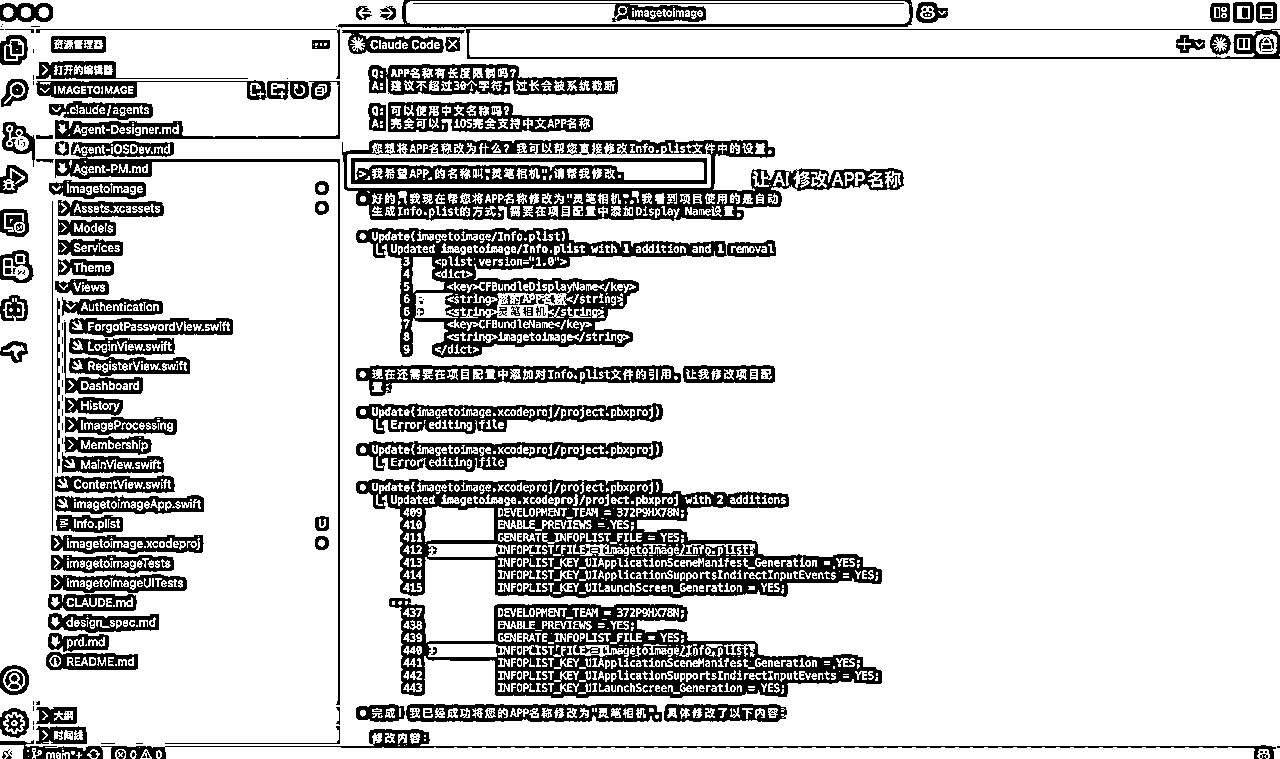 imagetoimage
资源管理器
Claude Code
打开的编辑器
IMAGETOIMAGE
.claude/agents
Agent-Designer.md
Agent-iOSDev.md
Agent-PM.md
imagetoimage
Assets.xcassets
Models
Services
Theme
Views
Authentication
ForgotPasswordView.swift
LoginView.swift
RegisterView.swift
Dashboard
History
ImageProcessing
Membership
MainView.swift
ContentView.swift
imagetoimageApp.swift
Info.plist U
imagetoimage.xcodeproj
imagetoimageTests
imagetoimageUITests
CLAUDE.md
design_spec.md
prd.md
README.md
大纲
时间线
main*+ 0 0
Q: APP名称有长度限制吗?
A: 建议不超过30个字符，过长会被系统截断
Q: 可以使用中文名称吗?
A: 完全可以，iOS完全支持中文APP名称
您想将APP名称改为什么? 我可以帮您直接修改Info.plist文件中的设置。
> 我希望APP 的名称叫"灵笔相机",请帮我修改.
让AI 修改 APP 名称
好的！我现在帮您将APP名称修改为"灵笔相机"。我看到项目使用的是自动
生成Info.plist的方式，需要在项目配置中添加Display Name设置。
Update(imagetoimage/Info.plist)
Updated imagetoimage/Info.plist with 1 addition and 1 removal
3 <plist version="1.0">
4 <dict>
5 <key>CFBundleDisplayName</key>
6 - <string>您的APP名称</string>
6 + <string>灵笔相机</string>
7 <key>CFBundleName</key>
8 <string>imagetoimage</string>
9 </dict>
现在还需要在项目配置中添加对Info.plist文件的引用。让我修改项目配
Update(imagetoimage.xcodeproj/project.pbxproj)
Error editing file
Update(imagetoimage.xcodeproj/project.pbxproj)
Error editing file
Update(imagetoimage.xcodeproj/project.pbxproj)
Updated imagetoimage.xcodeproj/project.pbxproj with 2 additions
409 DEVELOPMENT_TEAM = 372P9HX78N;
410 ENABLE_PREVIEWS = YES;
411 GENERATE_INFOPLIST_FILE = YES;
412 + INFOPLIST_FILE = imagetoimage/Info.plist;
413 INFOPLIST_KEY_UIApplicationSceneManifest_Generation = YES;
414 INFOPLIST_KEY_UIApplicationSupportsIndirectInputEvents = YES;
415 INFOPLIST_KEY_UILaunchScreen_Generation = YES;
...
437 DEVELOPMENT_TEAM = 372P9HX78N;
438 ENABLE_PREVIEWS = YES;
439 GENERATE_INFOPLIST_FILE = YES;
440 + INFOPLIST_FILE = imagetoimage/Info.plist;
441 INFOPLIST_KEY_UIApplicationSceneManifest_Generation = YES;
442 INFOPLIST_KEY_UIApplicationSupportsIndirectInputEvents = YES;
443 INFOPLIST_KEY_UILaunchScreen_Generation = YES;
完成！我已经成功将您的APP名称修改为"灵笔相机"。具体修改了以下内容:
修改内容: